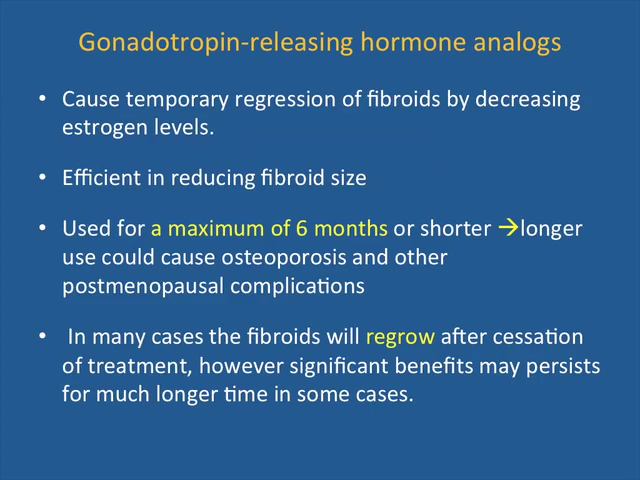 Gonadotropin-releasing hormone analogs
• Cause temporary regression of fibroids by decreasing
estrogen levels.
• Efficient in reducing fibroid size
• Used for a maximum of 6 months or shorter →longer
use could cause osteoporosis and other
postmenopausal complications
• In many cases the fibroids will regrow after cessation
of treatment, however significant benefits may persists
for much longer time in some cases.